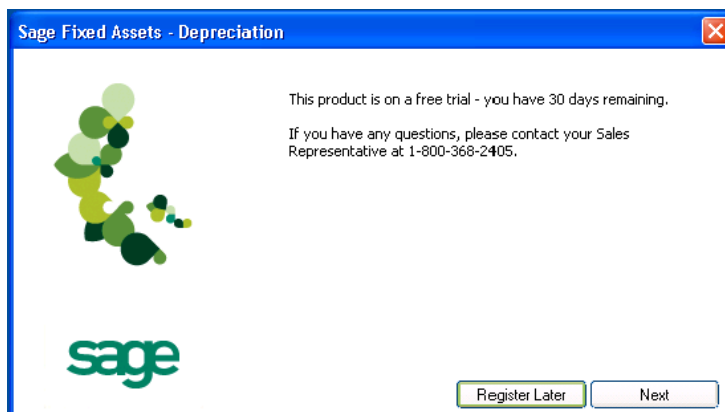 Sage Fixed Assets - Depreciation
This product is on a free trial - you have 30 days remaining.
If you have any questions, please contact your Sales
Representative at 1-800-368-2405.
sage
Register Later
Next